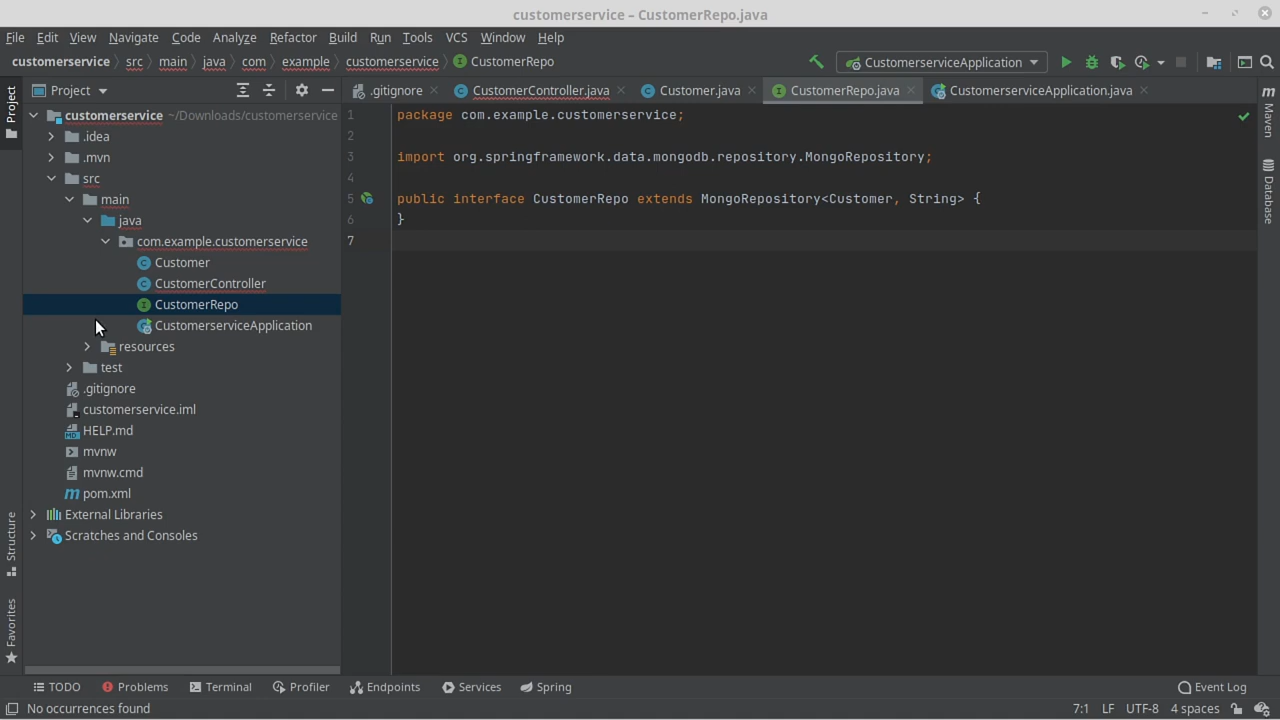 customerservice – CustomerRepo.java
File Edit View Navigate Code Analyze Refactor Build Run Tools VCS Window Help
customerservice src main java com example customerservice CustomerRepo CustomerserviceApplication
Project
Project
.gitignore CustomerController.java Customer.java CustomerRepo.java CustomerserviceApplication.java
Maven
Database
customerservice ~/Downloads/customerservice
.idea
.mvn
src
main
java
com.example.customerservice
Customer
CustomerController
CustomerRepo
CustomerserviceApplication
resources
test
.gitignore
customerservice.iml
HELP.md
mvnw
mvnw.cmd
pom.xml
External Libraries
Scratches and Consoles
1 package com.example.customerservice;
2
3 import org.springframework.data.mongodb.repository.MongoRepository;
4
5 public interface CustomerRepo extends MongoRepository<Customer, String> {
6 }
7
Structure
Favorites
TODO Problems Terminal Profiler Endpoints Services Spring Event Log
No occurrences found 7:1 LF UTF-8 4 spaces